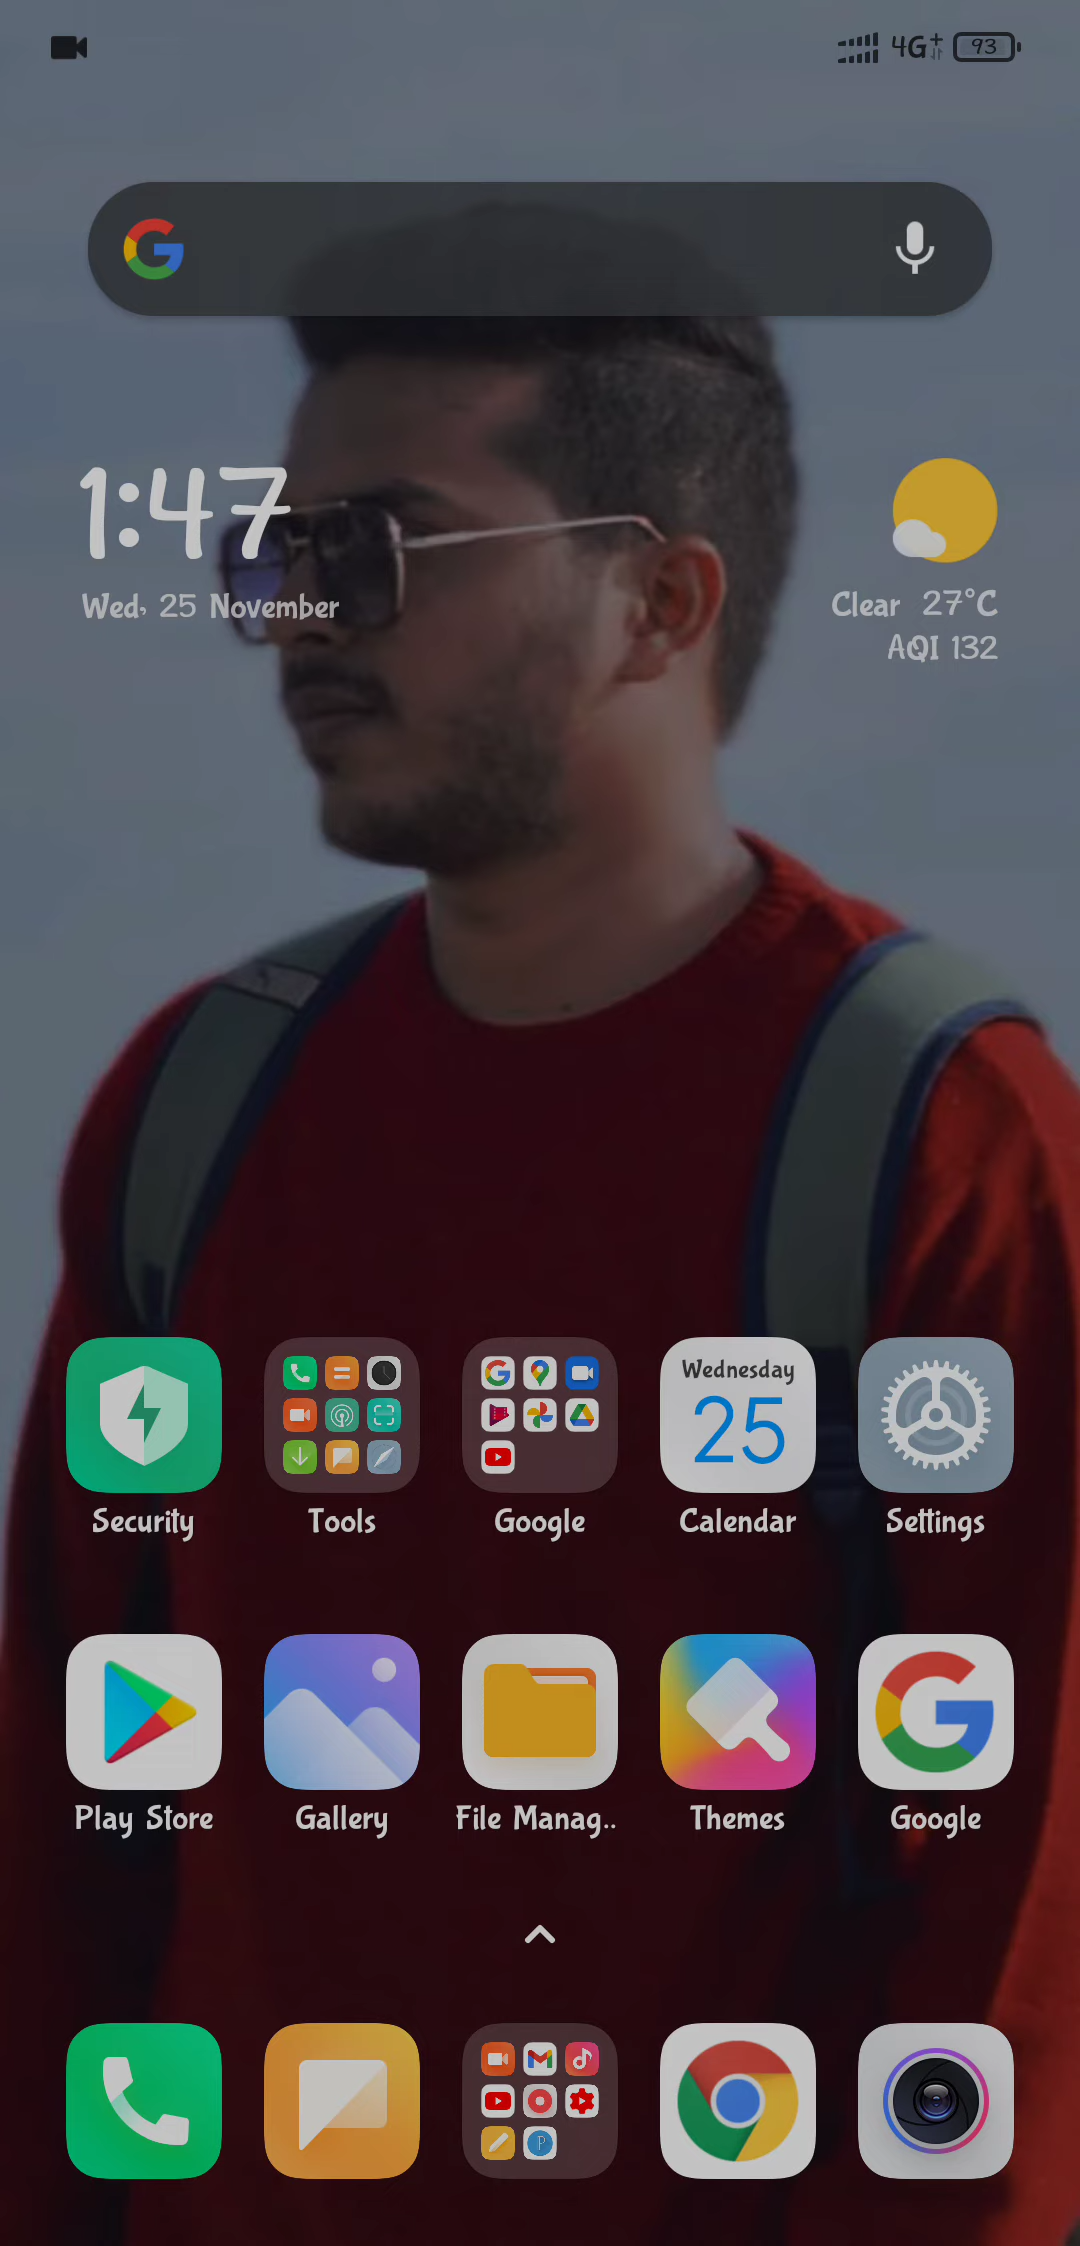 4G+ 93
1:47
Wed, 25 November
Clear 27°C
AQI 132
Wednesday
25
Security Tools Google Calendar Settings
Play Store Gallery File Manag.. Themes Google